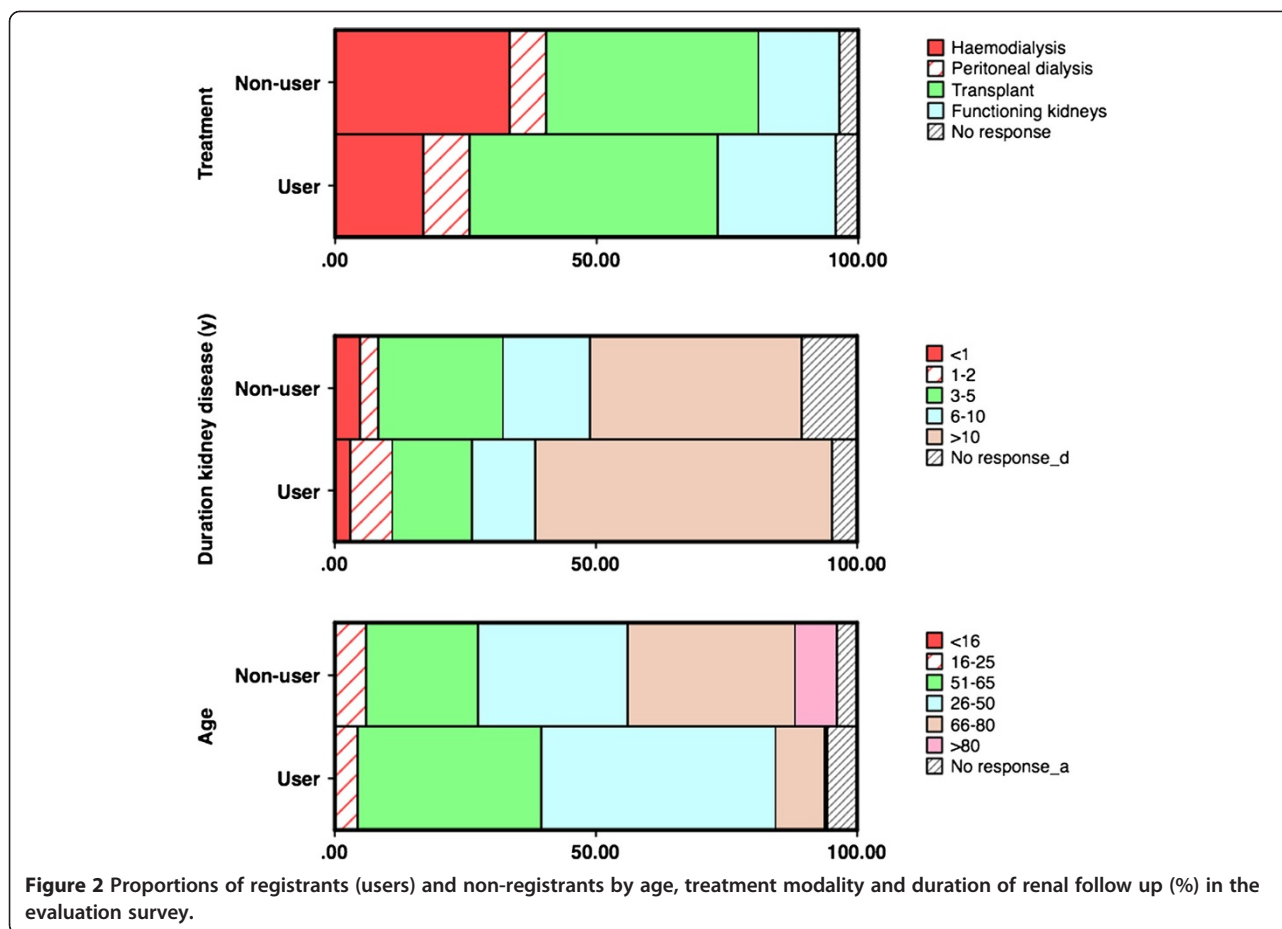 Treatment
Non-user
User
.00 50.00 100.00
Haemodialysis
Peritoneal dialysis
Transplant
Functioning kidneys
No response
Duration kidney disease (y)
Non-user
User
.00 50.00 100.00
<1
1-2
3-5
6-10
>10
No response_d
Age
Non-user
User
.00 50.00 100.00
<16
16-25
51-65
26-50
66-80
>80
No response_a
Figure 2 Proportions of registrants (users) and non-registrants by age, treatment modality and duration of renal follow up (%) in the
evaluation survey.